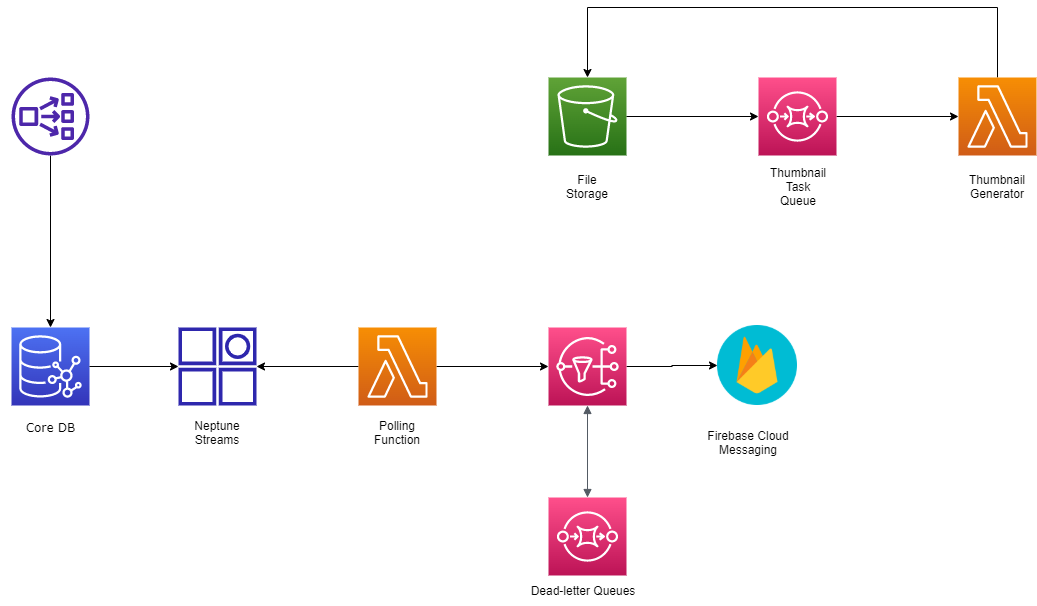 File
Storage
Thumbnail
Task
Queue
Thumbnail
Generator
Core DB
Neptune
Streams
Polling
Function
Firebase Cloud
Messaging
Dead-letter Queues